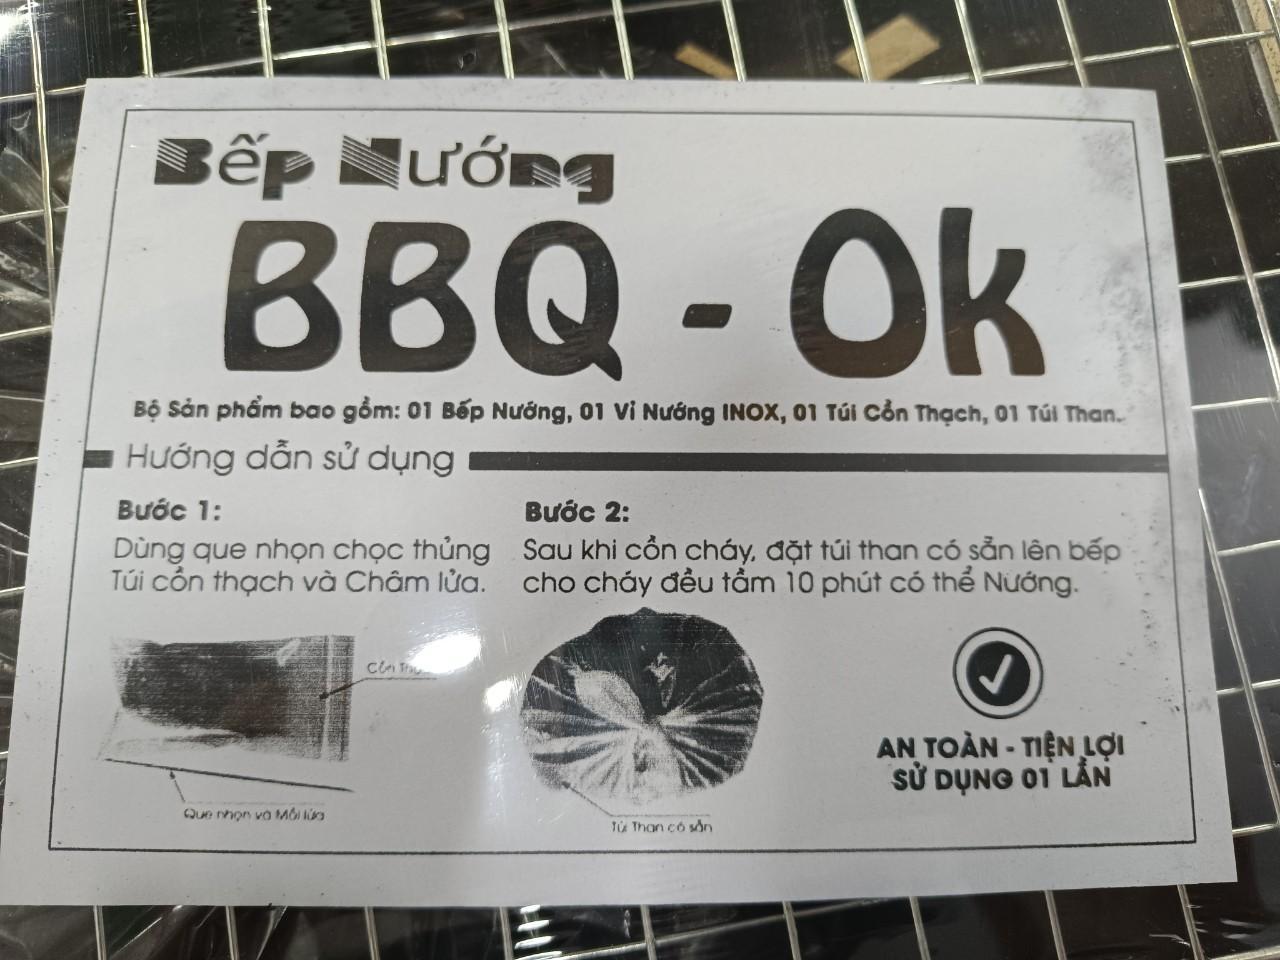 Bếp Nướng
BBQ - Ok
Bộ Sản phẩm bao gồm: 01 Bếp Nướng, 01 Vỉ Nướng INOX, 01 Túi Cồn Thạch, 01 Túi Than.
Hướng dẫn sử dụng
Bước 1:
Dùng que nhọn chọc thủng
Túi cồn thạch và Châm lửa.
Bước 2:
Sau khi cồn cháy, đặt túi than có sẵn lên bếp
cho cháy đều tầm 10 phút có thể Nướng.
Cồn
Que nhọn và Mồi lửa
Túi Than có sẵn
AN TOÀN - TIỆN LỢI
SỬ DỤNG 01 LẦN